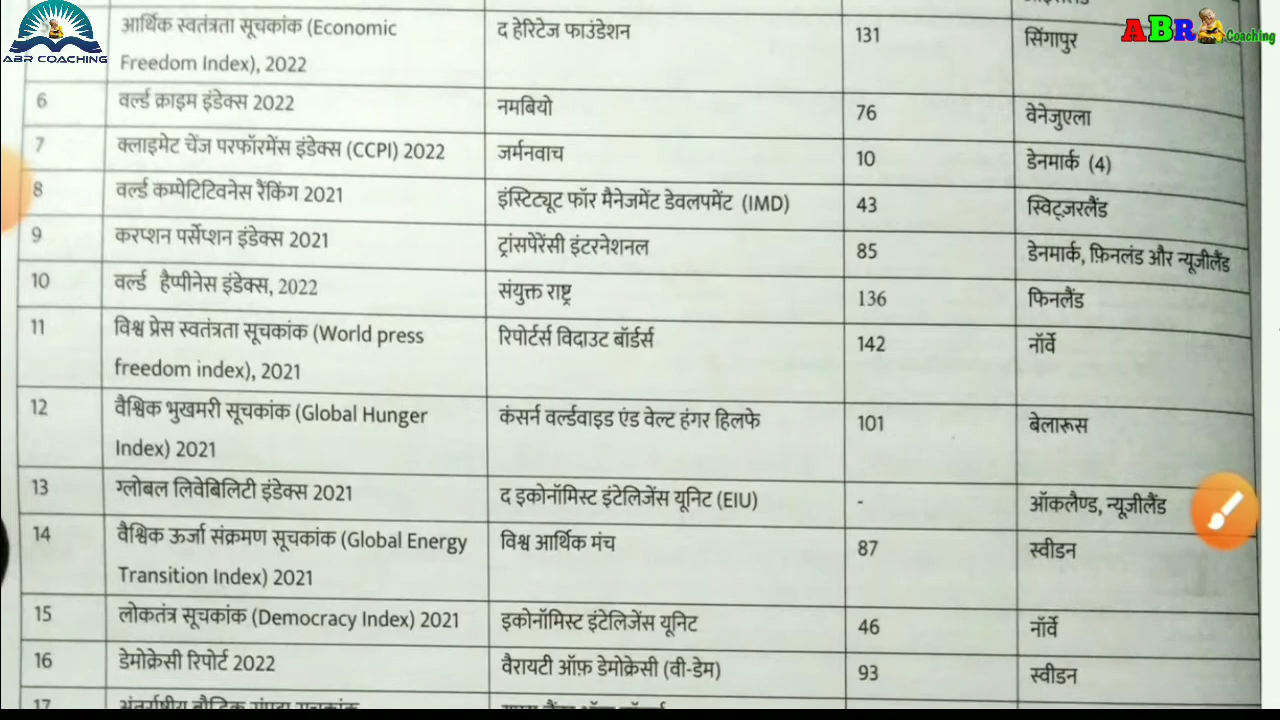 ABR COACHING
ABR Coaching
आर्थिक स्वतंत्रता सूचकांक (Economic
Freedom Index), 2022
द हेरिटेज फाउंडेशन
131
सिंगापुर
6
वर्ल्ड क्राइम इंडेक्स 2022
नमबियो
76
वेनेजुएला
7
क्लाइमेट चेंज परफॉरमेंस इंडेक्स (CCPI) 2022
जर्मनवाच
10
डेनमार्क (4)
8
वर्ल्ड कम्पेटिटिवनेस रैंकिंग 2021
इंस्टिट्यूट फॉर मैनेजमेंट डेवलपमेंट (IMD)
43
स्विट्ज़रलैंड
9
करप्शन पर्सेप्शन इंडेक्स 2021
ट्रांसपेरेंसी इंटरनेशनल
85
डेनमार्क, फ़िनलंड और न्यूज़ीलैंड
10
वर्ल्ड हैप्पीनेस इंडेक्स, 2022
संयुक्त राष्ट्र
136
फिनलैंड
11
विश्व प्रेस स्वतंत्रता सूचकांक (World press
freedom index), 2021
रिपोर्टर्स विदाउट बॉर्डर्स
142
नॉर्वे
12
वैश्विक भुखमरी सूचकांक (Global Hunger
Index) 2021
कंसर्न वर्ल्डवाइड एंड वेल्ट हंगर हिलफे
101
बेलारूस
13
ग्लोबल लिवेबिलिटी इंडेक्स 2021
द इकोनॉमिस्ट इंटेलिजेंस यूनिट (EIU)
-
ऑकलैण्ड, न्यूज़ीलैंड
14
वैश्विक ऊर्जा संक्रमण सूचकांक (Global Energy
Transition Index) 2021
विश्व आर्थिक मंच
87
स्वीडन
15
लोकतंत्र सूचकांक (Democracy Index) 2021
इकोनॉमिस्ट इंटेलिजेंस यूनिट
46
नॉर्वे
16
डेमोक्रेसी रिपोर्ट 2022
वैरायटी ऑफ़ डेमोक्रेसी (वी-डेम)
93
स्वीडन
17